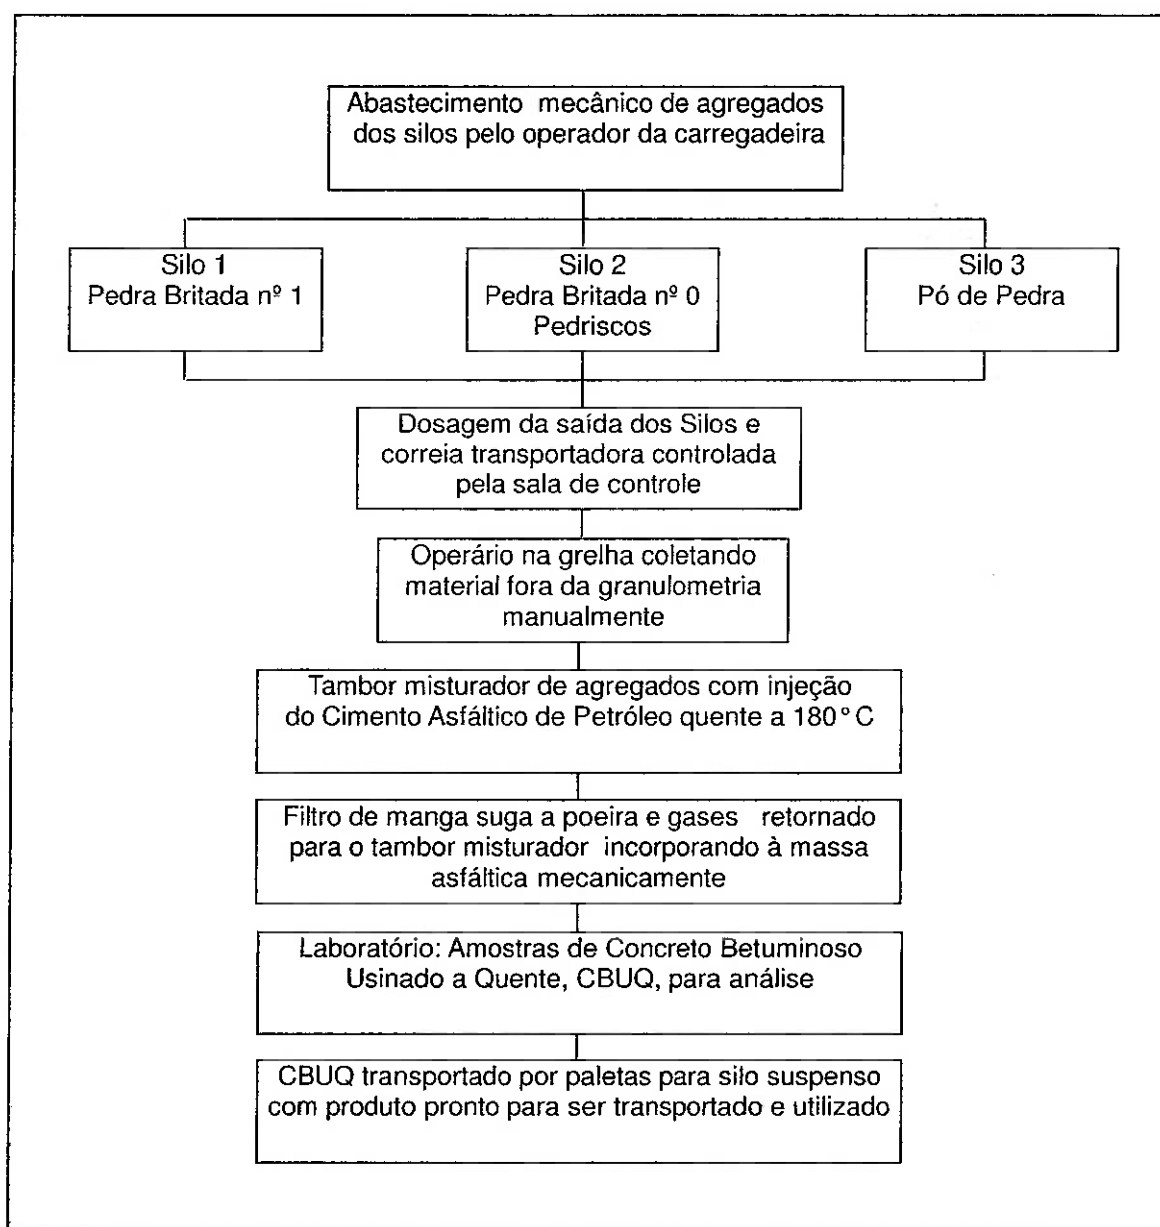 Abastecimento mecânico de agregados
dos silos pelo operador da carregadeira
Silo 1
Pedra Britada nº 1
Silo 2
Pedra Britada nº 0
Pedriscos
Silo 3
Pó de Pedra
Dosagem da saída dos Silos e
correia transportadora controlada
pela sala de controle
Operário na grelha coletando
material fora da granulometria
manualmente
Tambor misturador de agregados com injeção
do Cimento Asfáltico de Petróleo quente a 180°C
Filtro de manga suga a poeira e gases retornado
para o tambor misturador incorporando à massa
asfáltica mecanicamente
Laboratório: Amostras de Concreto Betuminoso
Usinado a Quente, CBUQ, para análise
CBUQ transportado por paletas para silo suspenso
com produto pronto para ser transportado e utilizado